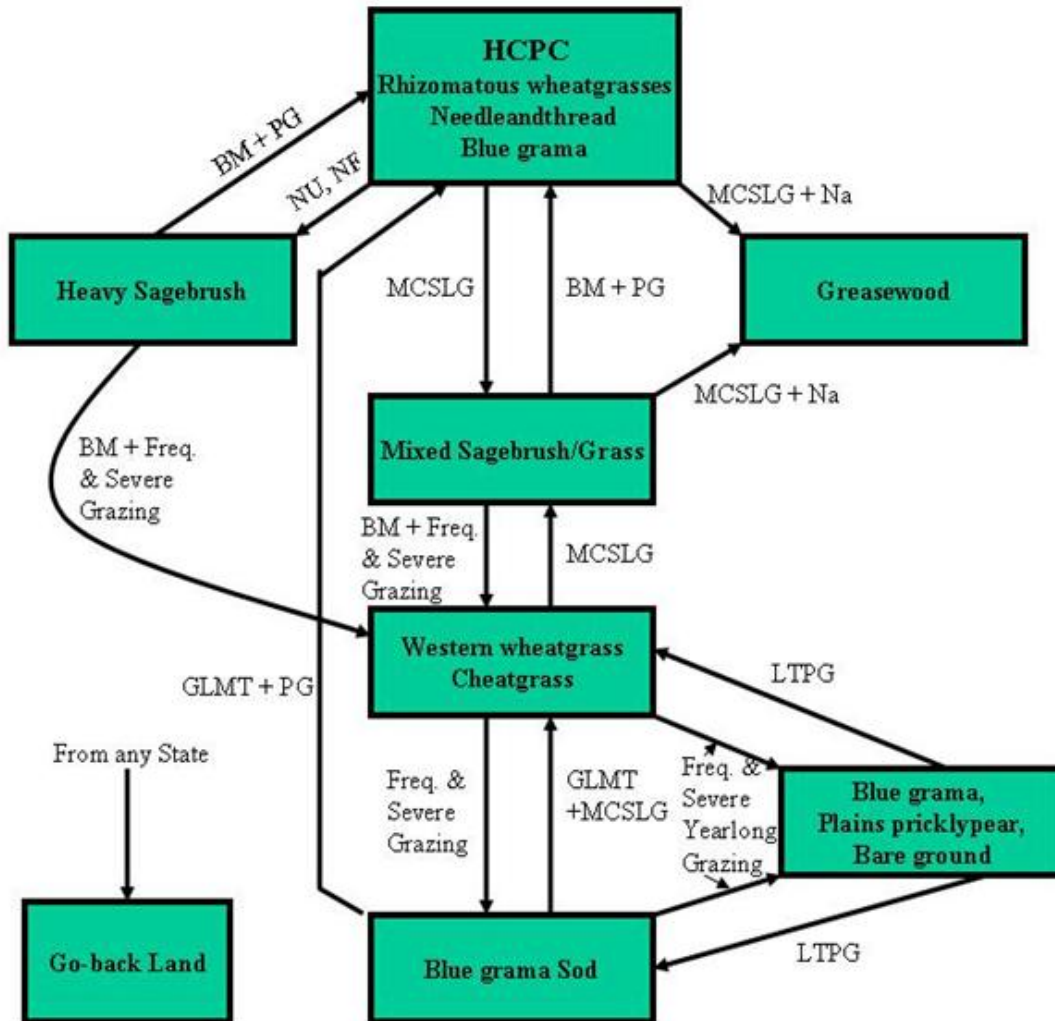 HCPC
Rhizomatous wheatgrasses
Needleandthread
Blue grama
BM + PG
NU, NF
MCSLG + Na
Heavy Sagebrush
MCSLG
BM + PG
Greasewood
MCSLG + Na
Mixed Sagebrush/Grass
BM + Freq.
& Severe
Grazing
BM + Freq.
& Severe
Grazing
MCSLG
Western wheatgrass
Cheatgrass
LTPG
GLMT + PG
From any State
Freq. &
Severe
Grazing
GLMT
+MCSLG
Freq. &
Severe
Yearlong
Grazing
Blue grama,
Plains pricklypear,
Bare ground
Go-back Land
Blue grama Sod
LTPG